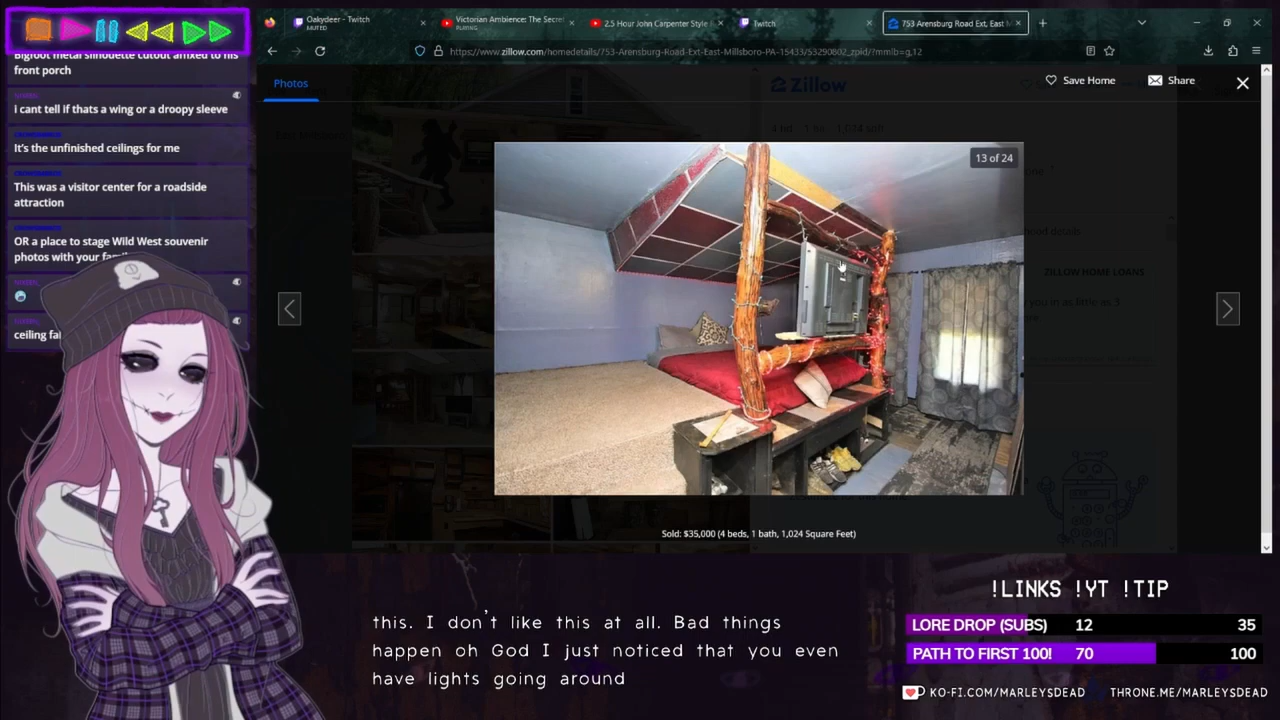 Oakydeer - Twitch
MUTED
Victorian Ambience: The Secre
PLAYING
2.5 Hour John Carpenter Style
Twitch
753 Arensburg Road Ext, East M
https://www.zillow.com/homedetails/753-Arensburg-Road-Ext-East-Millsboro-PA-15433/53290802_zpid/?mmlb=g,12
Bigfoot metal silhouette cutout affixed to his
front porch
i cant tell if thats a wing or a droopy sleeve
It's the unfinished ceilings for me
This was a visitor center for a roadside
attraction
OR a place to stage Wild West souvenir
photos with your
ceiling
Photos
Zillow
Save Home
Share
13 of 24
ZILLOW HOME LOANS
Sold: $35,000 (4 beds, 1 bath, 1,024 Square Feet)
this. I don't like this at all. Bad things
happen oh God I just noticed that you even
have lights going around
!LINKS !YT !TIP
LORE DROP (SUBS) 12 35
PATH TO FIRST 100! 70 100
KO-FI.COM/MARLEYSDEAD
THRONE.ME/MARLEYSDEAD